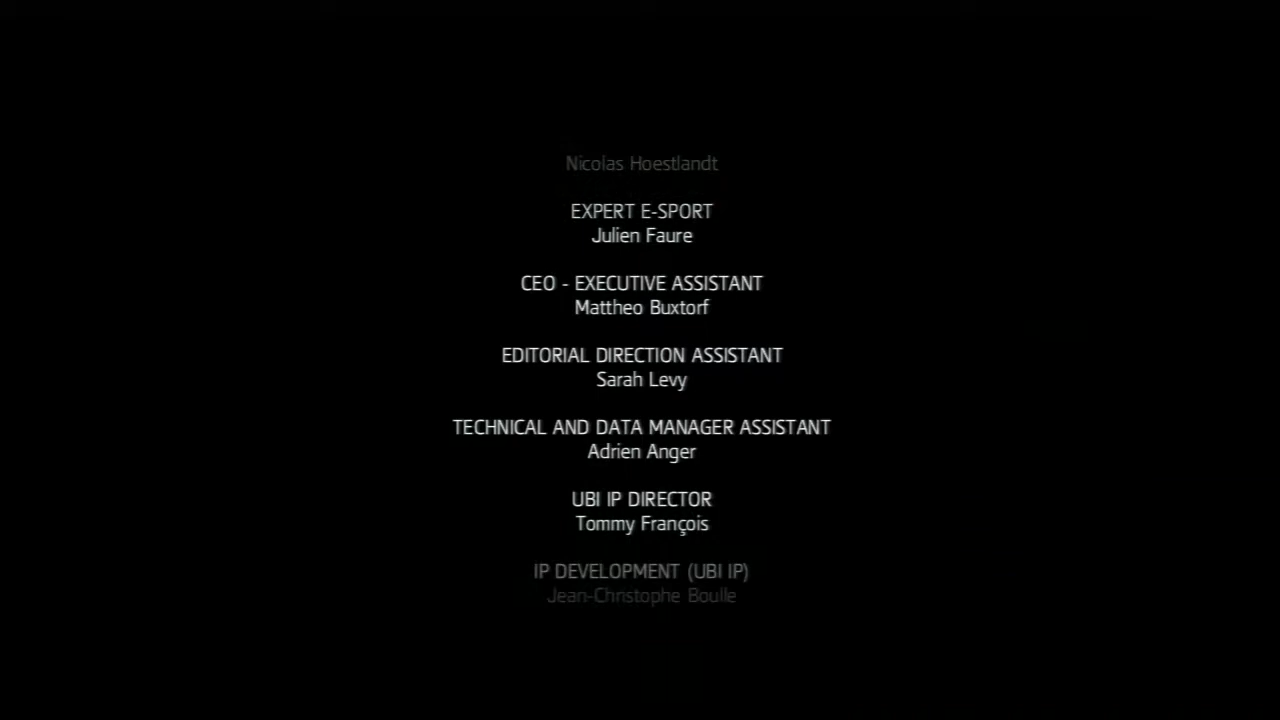 Nicolas Hoestlandt
EXPERT E-SPORT
Julien Faure
CEO - EXECUTIVE ASSISTANT
Mattheo Buxtorf
EDITORIAL DIRECTION ASSISTANT
Sarah Levy
TECHNICAL AND DATA MANAGER ASSISTANT
Adrien Anger
UBI IP DIRECTOR
Tommy François
IP DEVELOPMENT (UBI IP)
Jean-Christophe Boulle